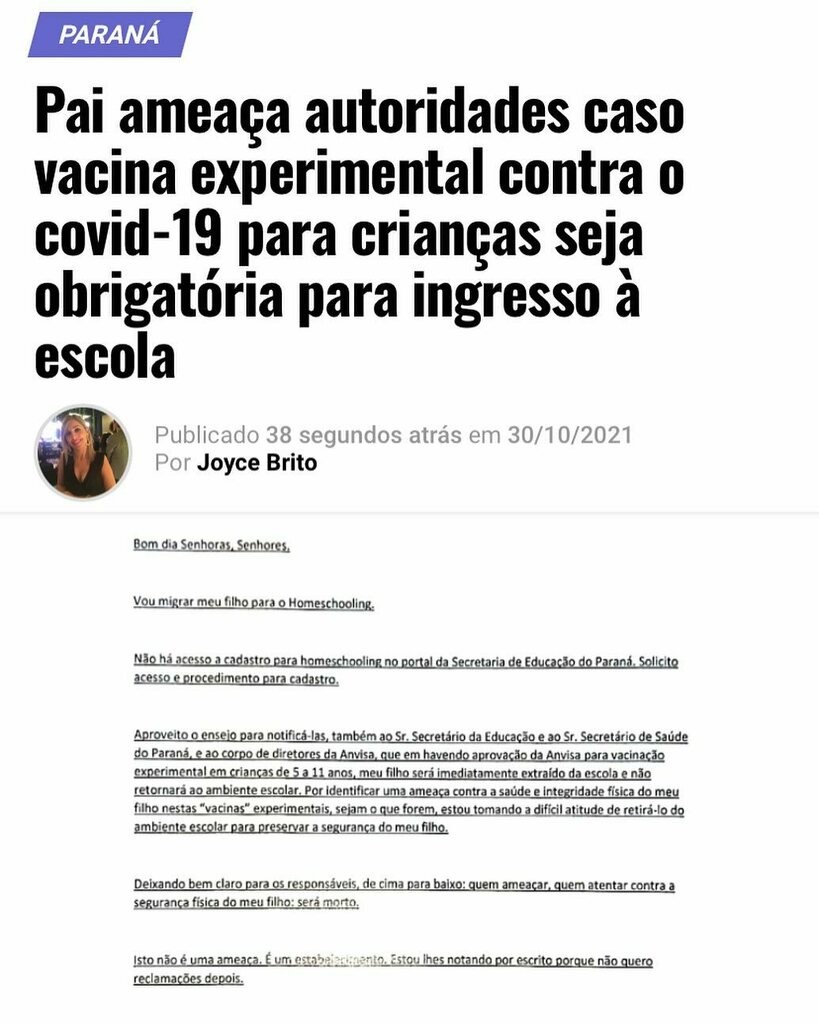 PARANÁ
Pai ameaça autoridades caso
vacina experimental contra o
covid-19 para crianças seja
obrigatória para ingresso à
escola
Publicado 38 segundos atrás em 30/10/2021
Por Joyce Brito
Bom dia Senhoras, Senhores,
Vou migrar meu filho para o Homeschooling.
Não há acesso a cadastro para homeschooling no portal da Secretaria de Educação do Paraná. Solicito
acesso e procedimento para cadastro.
Aproveito o ensejo para notificá-las, também ao Sr. Secretário da Educação e ao Sr. Secretário de Saúde
do Paraná, e ao corpo de diretores da Anvisa, que em havendo aprovação da Anvisa para vacinação
experimental em crianças de 5 a 11 anos, meu filho será imediatamente extraído da escola e não
retornará ao ambiente escolar. Por identificar uma ameaça contra a saúde e integridade física do meu
filho nestas "vacinas" experimentais, sejam o que forem, estou tomando a difícil atitude de retirá-lo do
ambiente escolar para preservar a segurança do meu filho.
Deixando bem claro para os responsáveis, de cima para baixo: quem ameaçar, quem atentar contra a
segurança física do meu filho: será morto.
Isto não é uma ameaça. É um estabelecimento. Estou lhes notando por escrito porque não quero
reclamações depois.